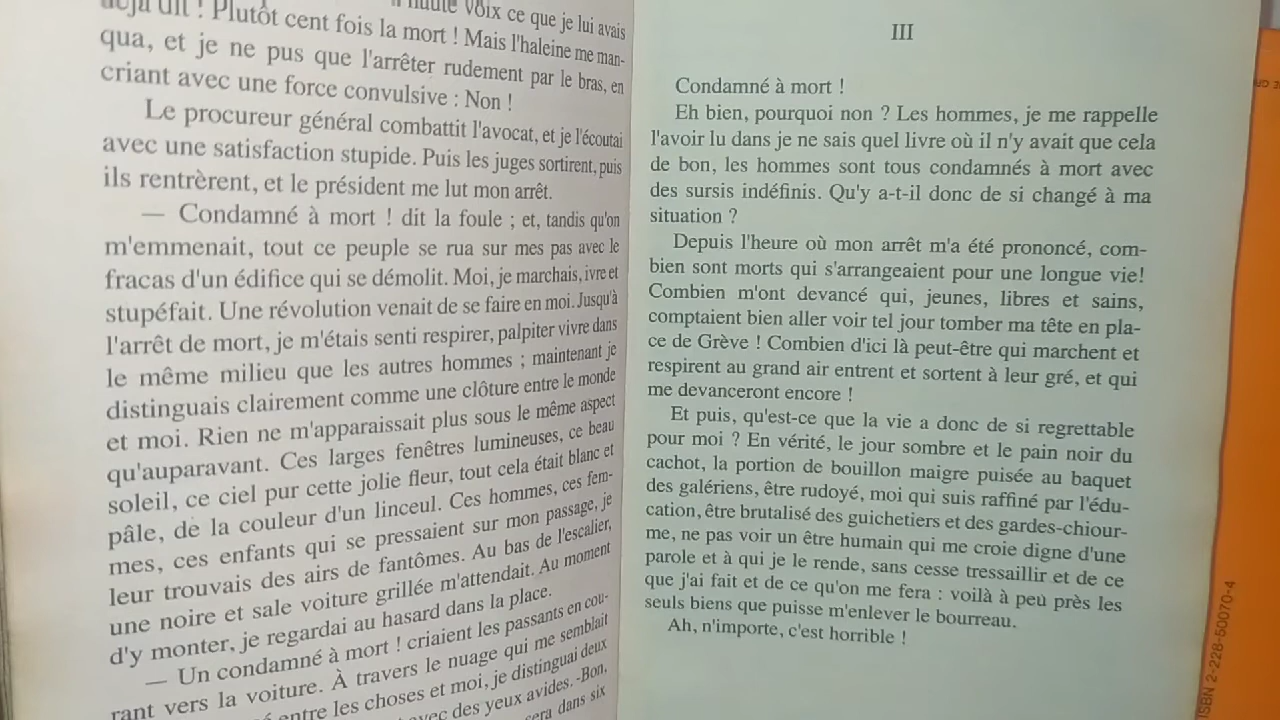 déjà dit ! Plutôt cent fois la mort ! Mais l'haleine me man-
haute voix ce que je lui avais
qua, et je ne pus que l'arrêter rudement par le bras, en
criant avec une force convulsive : Non !
Le procureur général combattit l'avocat, et je l'écoutai
avec une satisfaction stupide. Puis les juges sortirent, puis
ils rentrèrent, et le président me lut mon arrêt.
— Condamné à mort ! dit la foule ; et, tandis qu'on
m'emmenait, tout ce peuple se rua sur mes pas avec le
fracas d'un édifice qui se démolit. Moi, je marchais, ivre et
stupéfait. Une révolution venait de se faire en moi. Jusqu'à
l'arrêt de mort, je m'étais senti respirer, palpiter vivre dans
le même milieu que les autres hommes ; maintenant je
distinguais clairement comme une clôture entre le monde
et moi. Rien ne m'apparaissait plus sous le même aspect
qu'auparavant. Ces larges fenêtres lumineuses, ce beau
soleil, ce ciel pur cette jolie fleur, tout cela était blanc et
pâle, de la couleur d'un linceul. Ces hommes, ces fem-
mes, ces enfants qui se pressaient sur mon passage, je
leur trouvais des airs de fantômes. Au bas de l'escalier,
une noire et sale voiture grillée m'attendait. Au moment
d'y monter, je regardai au hasard dans la place.
— Un condamné à mort ! criaient les passants en cou-
rant vers la voiture. À travers le nuage qui me semblait
entre les choses et moi, je distinguai deux
avec des yeux avides. -Bon,
sera dans six
III
Condamné à mort !
Eh bien, pourquoi non ? Les hommes, je me rappelle
l'avoir lu dans je ne sais quel livre où il n'y avait que cela
de bon, les hommes sont tous condamnés à mort avec
des sursis indéfinis. Qu'y a-t-il donc de si changé à ma
situation ?
Depuis l'heure où mon arrêt m'a été prononcé, com-
bien sont morts qui s'arrangeaient pour une longue vie!
Combien m'ont devancé qui, jeunes, libres et sains,
comptaient bien aller voir tel jour tomber ma tête en pla-
ce de Grève ! Combien d'ici là peut-être qui marchent et
respirent au grand air entrent et sortent à leur gré, et qui
me devanceront encore !
Et puis, qu'est-ce que la vie a donc de si regrettable
pour moi ? En vérité, le jour sombre et le pain noir du
cachot, la portion de bouillon maigre puisée au baquet
des galériens, être rudoyé, moi qui suis raffiné par l'édu-
cation, être brutalisé des guichetiers et des gardes-chiour-
me, ne pas voir un être humain qui me croie digne d'une
parole et à qui je le rende, sans cesse tressaillir et de ce
que j'ai fait et de ce qu'on me fera : voilà à peu près les
seuls biens que puisse m'enlever le bourreau.
Ah, n'importe, c'est horrible !
ISBN 2-228-50070-4